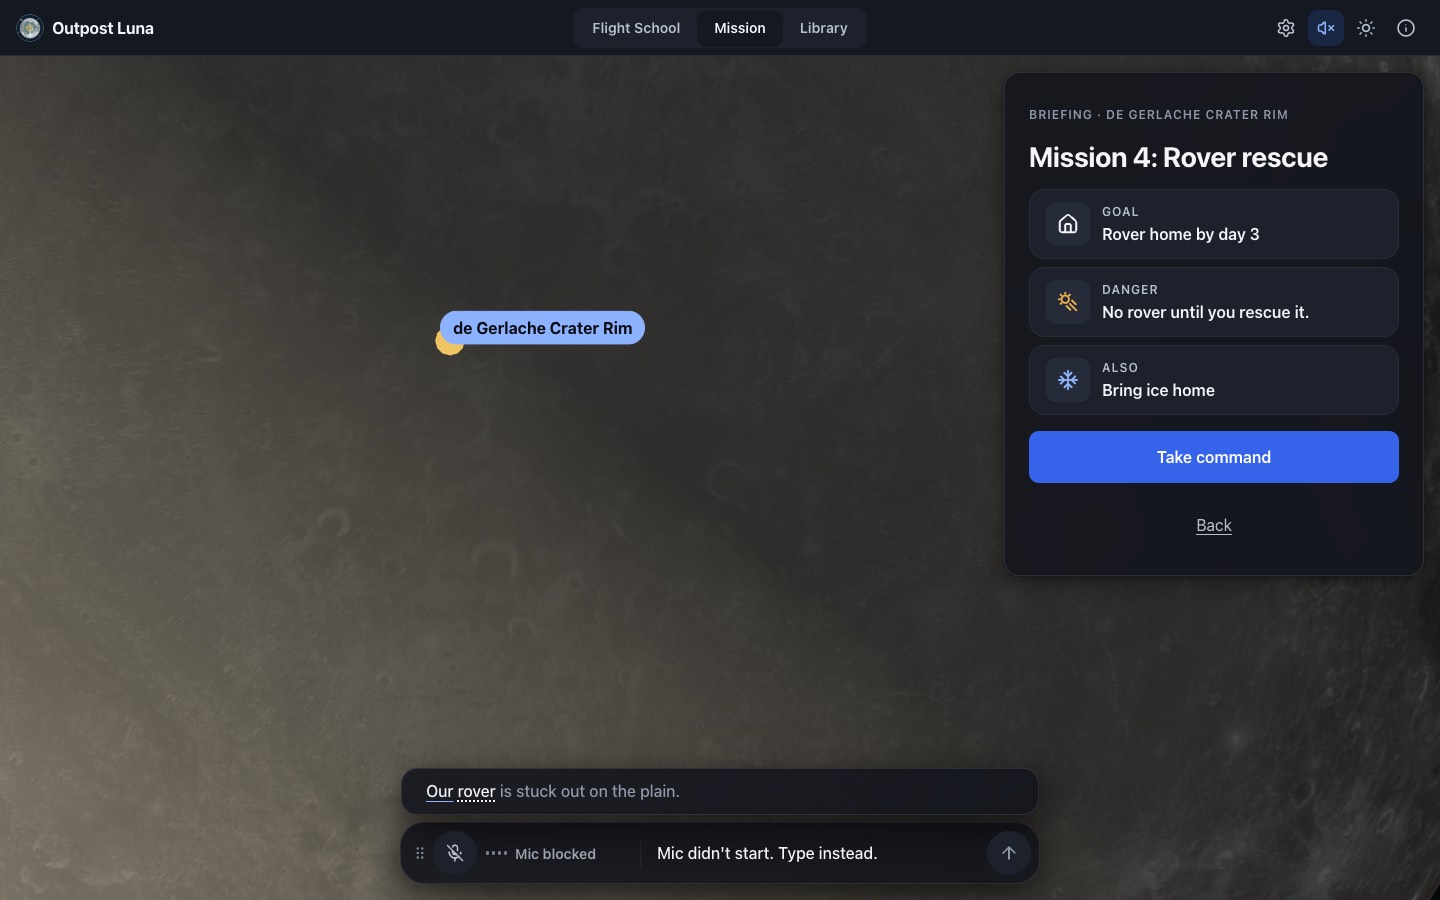 Outpost Luna
Flight School
Mission
Library
BRIEFING · DE GERLACHE CRATER RIM
Mission 4: Rover rescue
GOAL
Rover home by day 3
DANGER
No rover until you rescue it.
ALSO
Bring ice home
Take command
Back
de Gerlache Crater Rim
Our rover is stuck out on the plain.
Mic blocked
Mic didn't start. Type instead.